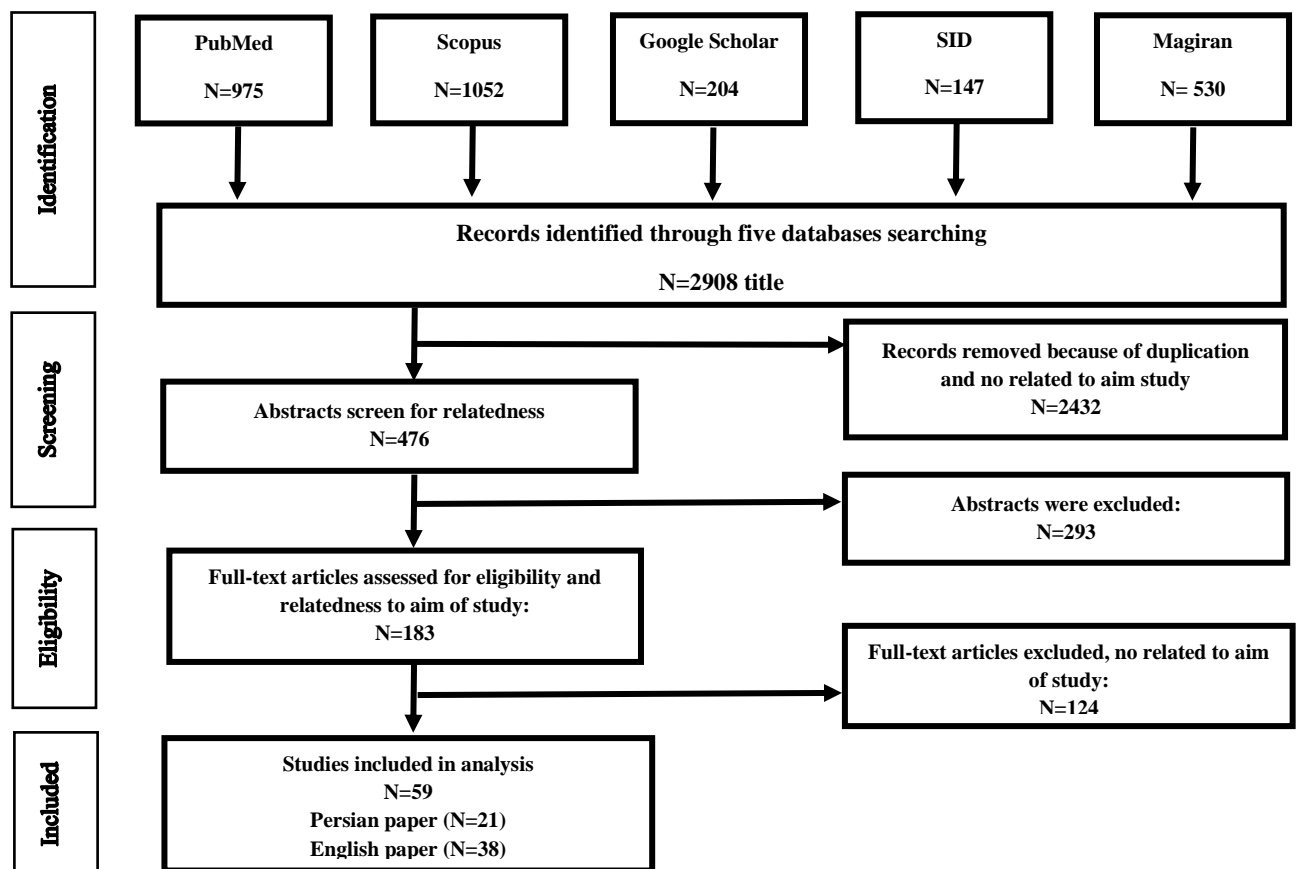 Identification
PubMed
N=975
Scopus
N=1052
Google Scholar
N=204
SID
N=147
Magiran
N= 530
Records identified through five databases searching
N=2908 title
Screening
Records removed because of duplication
and no related to aim study
N=2432
Abstracts screen for relatedness
N=476
Abstracts were excluded:
N=293
Eligibility
Full-text articles assessed for eligibility and
relatedness to aim of study:
N=183
Full-text articles excluded, no related to aim
of study:
N=124
Included
Studies included in analysis
N=59
Persian paper (N=21)
English paper (N=38)